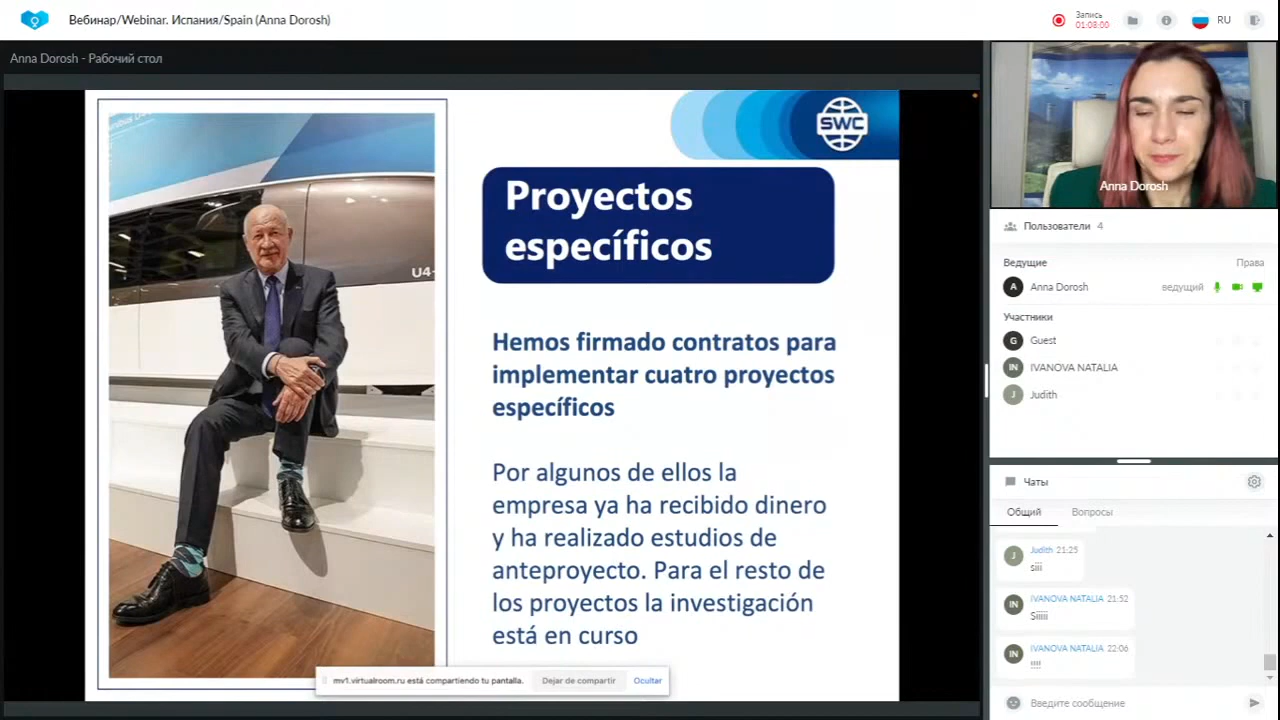 Вебинар/Webinar. Испания/Spain (Anna Dorosh)
Запись
01:08:00
RU
Anna Dorosh - Рабочий стол
SWC
U4-
Proyectos
específicos
Hemos firmado contratos para
implementar cuatro proyectos
específicos
Por algunos de ellos la
empresa ya ha recibido dinero
y ha realizado estudios de
anteproyecto. Para el resto de
los proyectos la investigación
está en curso
mv1.virtualroom.ru está compartiendo tu pantalla.
Dejar de compartir
Ocultar
Anna Dorosh
Пользователи 4
Ведущие Права
A Anna Dorosh ведущий
Участники
G Guest
IN IVANOVA NATALIA
J Judith
Чаты
Общий Вопросы
J Judith 21:25
siii
IN IVANOVA NATALIA 21:52
Siiiii
IN IVANOVA NATALIA 22:06
!!!!
Введите сообщение